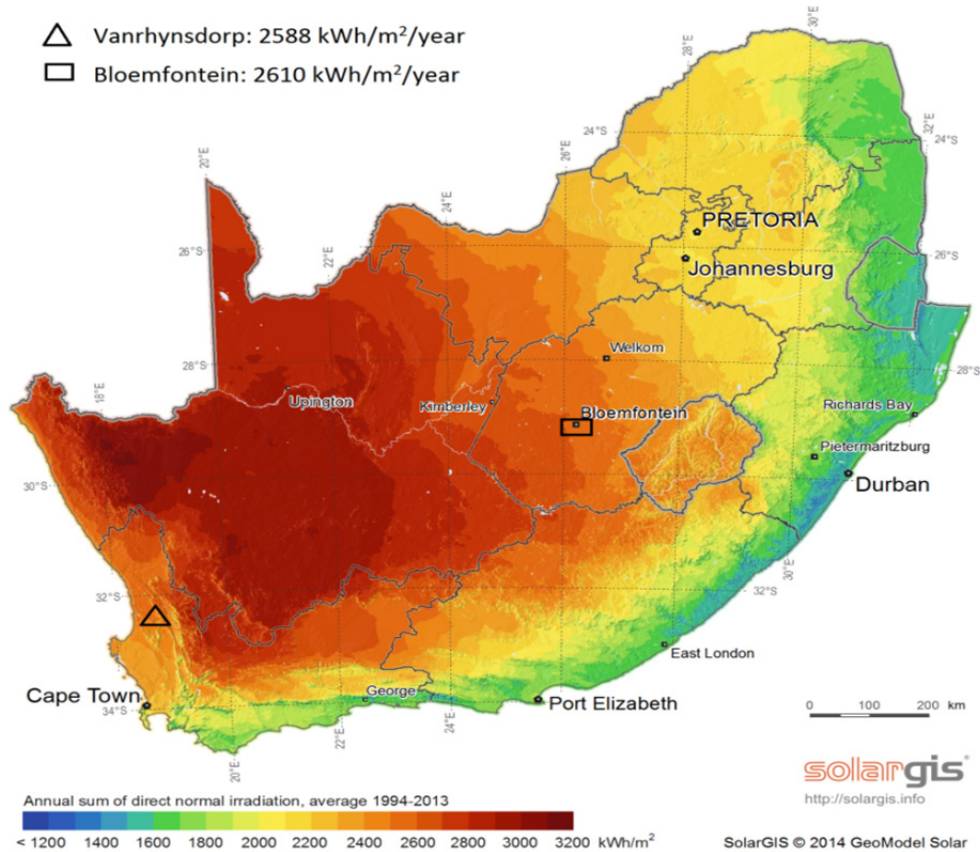 Vanrhynsdorp: 2588 kWh/m²/year
Bloemfontein: 2610 kWh/m²/year
30°E
28°E
32°E
24°S
24°S
26°E
20°E
24°E
PRETORIA
22°E
26°S
26°S
Johannesburg
Welkom
28°S
28°S
18°E
Upington
Kimberley
Bloemfontein
Richards Bay
Pietermaritzburg
30°S
Durban
30°E
32°S
32°S
East London
Cape Town
George
Port Elizabeth
34°S
24°E
22°E
20°E
0 100 200 km
solargis
http://solargis.info
Annual sum of direct normal irradiation, average 1994-2013
< 1200 1400 1600 1800 2000 2200 2400 2600 2800 3000 3200 kWh/m²
SolarGIS © 2014 GeoModel Solar